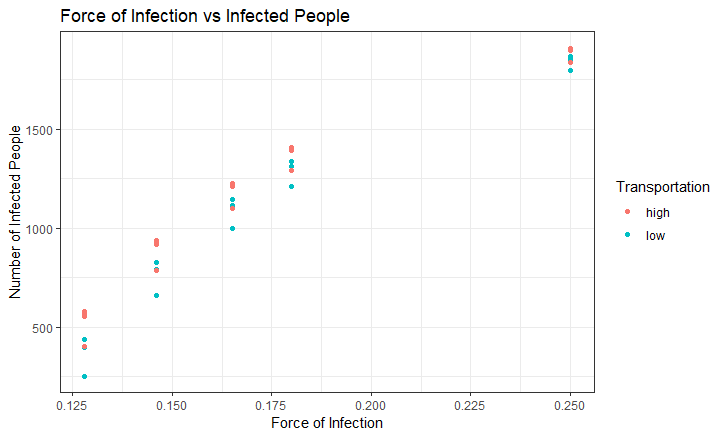 Force of Infection vs Infected People
Number of Infected People
1500
1000
500
0.125 0.150 0.175 0.200 0.225 0.250
Force of Infection
Transportation
high
low